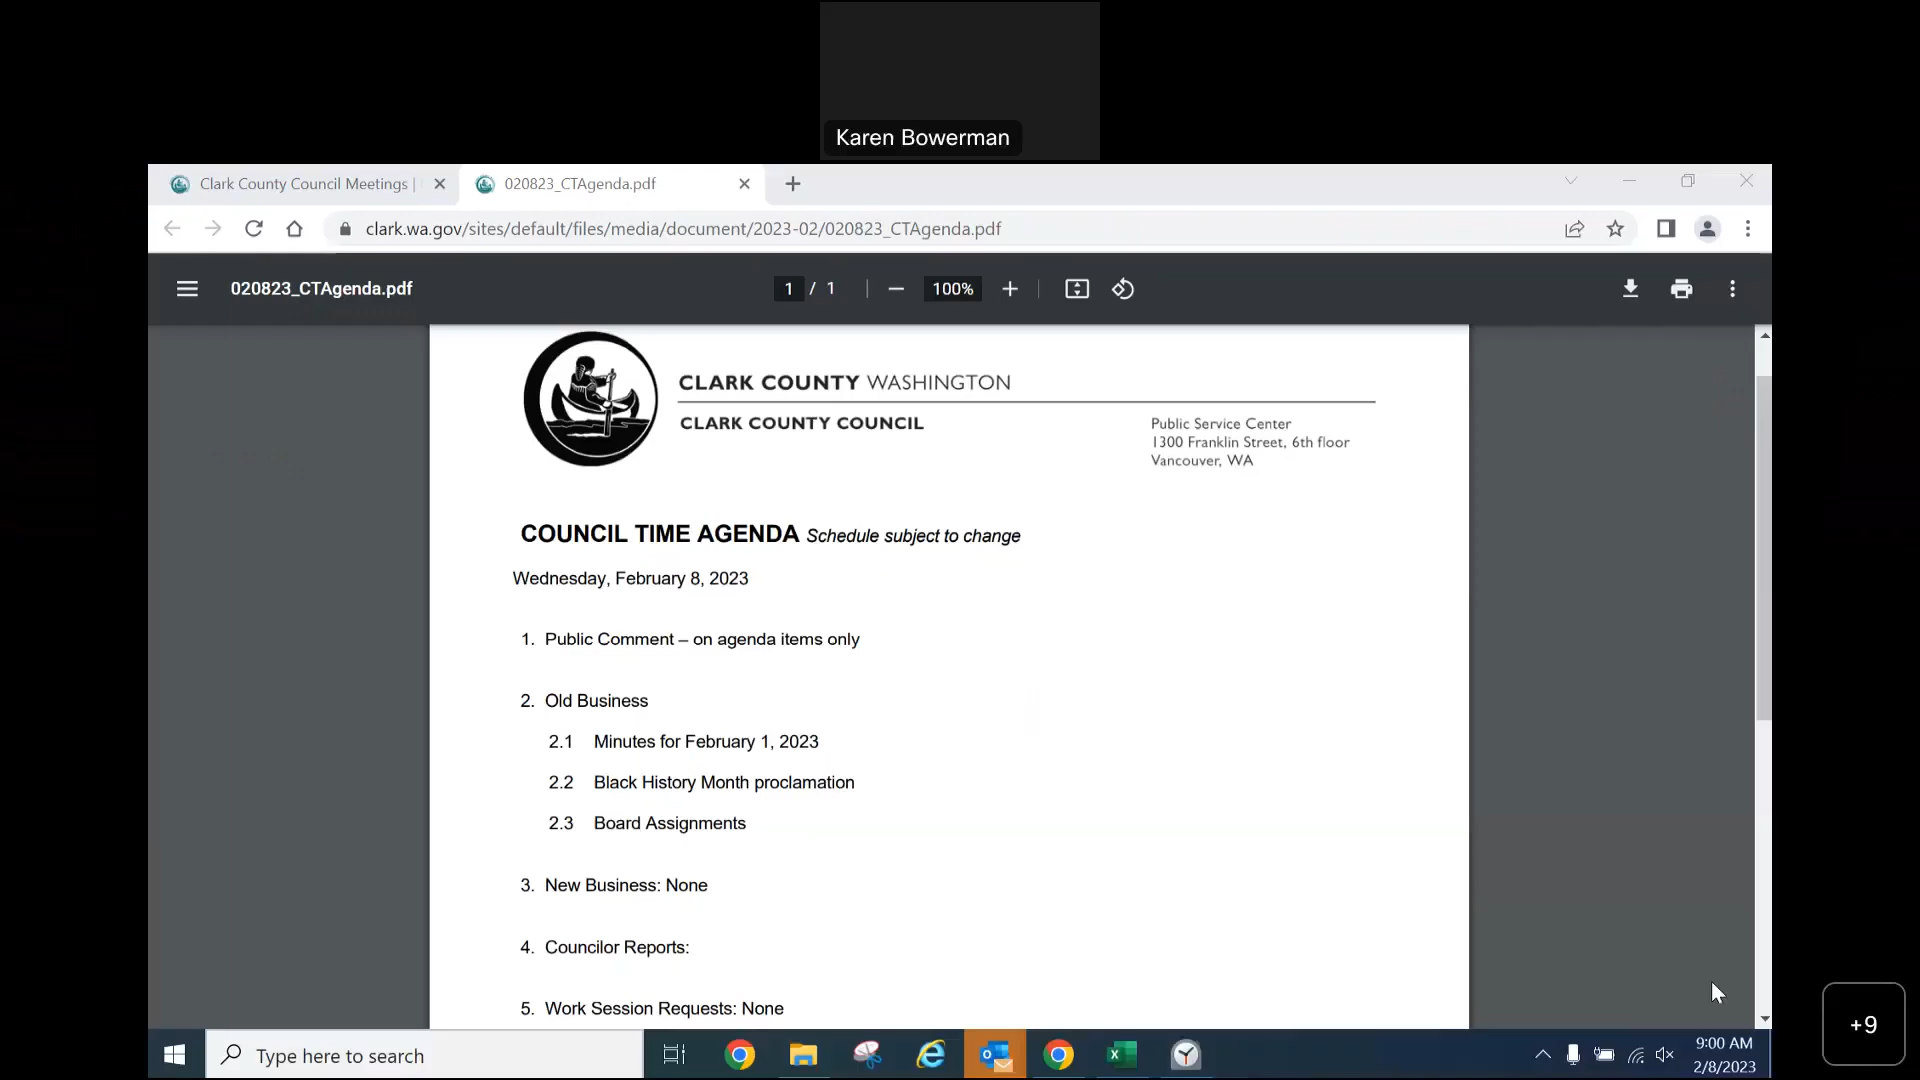 Karen Bowerman
Clark County Council Meetings |
020823_CTAgenda.pdf
clark.wa.gov/sites/default/files/media/document/2023-02/020823_CTAgenda.pdf
020823_CTAgenda.pdf
1 / 1
100%
CLARK COUNTY WASHINGTON
CLARK COUNTY COUNCIL
Public Service Center
1300 Franklin Street, 6th floor
Vancouver, WA
COUNCIL TIME AGENDA Schedule subject to change
Wednesday, February 8, 2023
1. Public Comment – on agenda items only
2. Old Business
2.1 Minutes for February 1, 2023
2.2 Black History Month proclamation
2.3 Board Assignments
3. New Business: None
4. Councilor Reports:
5. Work Session Requests: None
+9
Type here to search
9:00 AM
2/8/2023